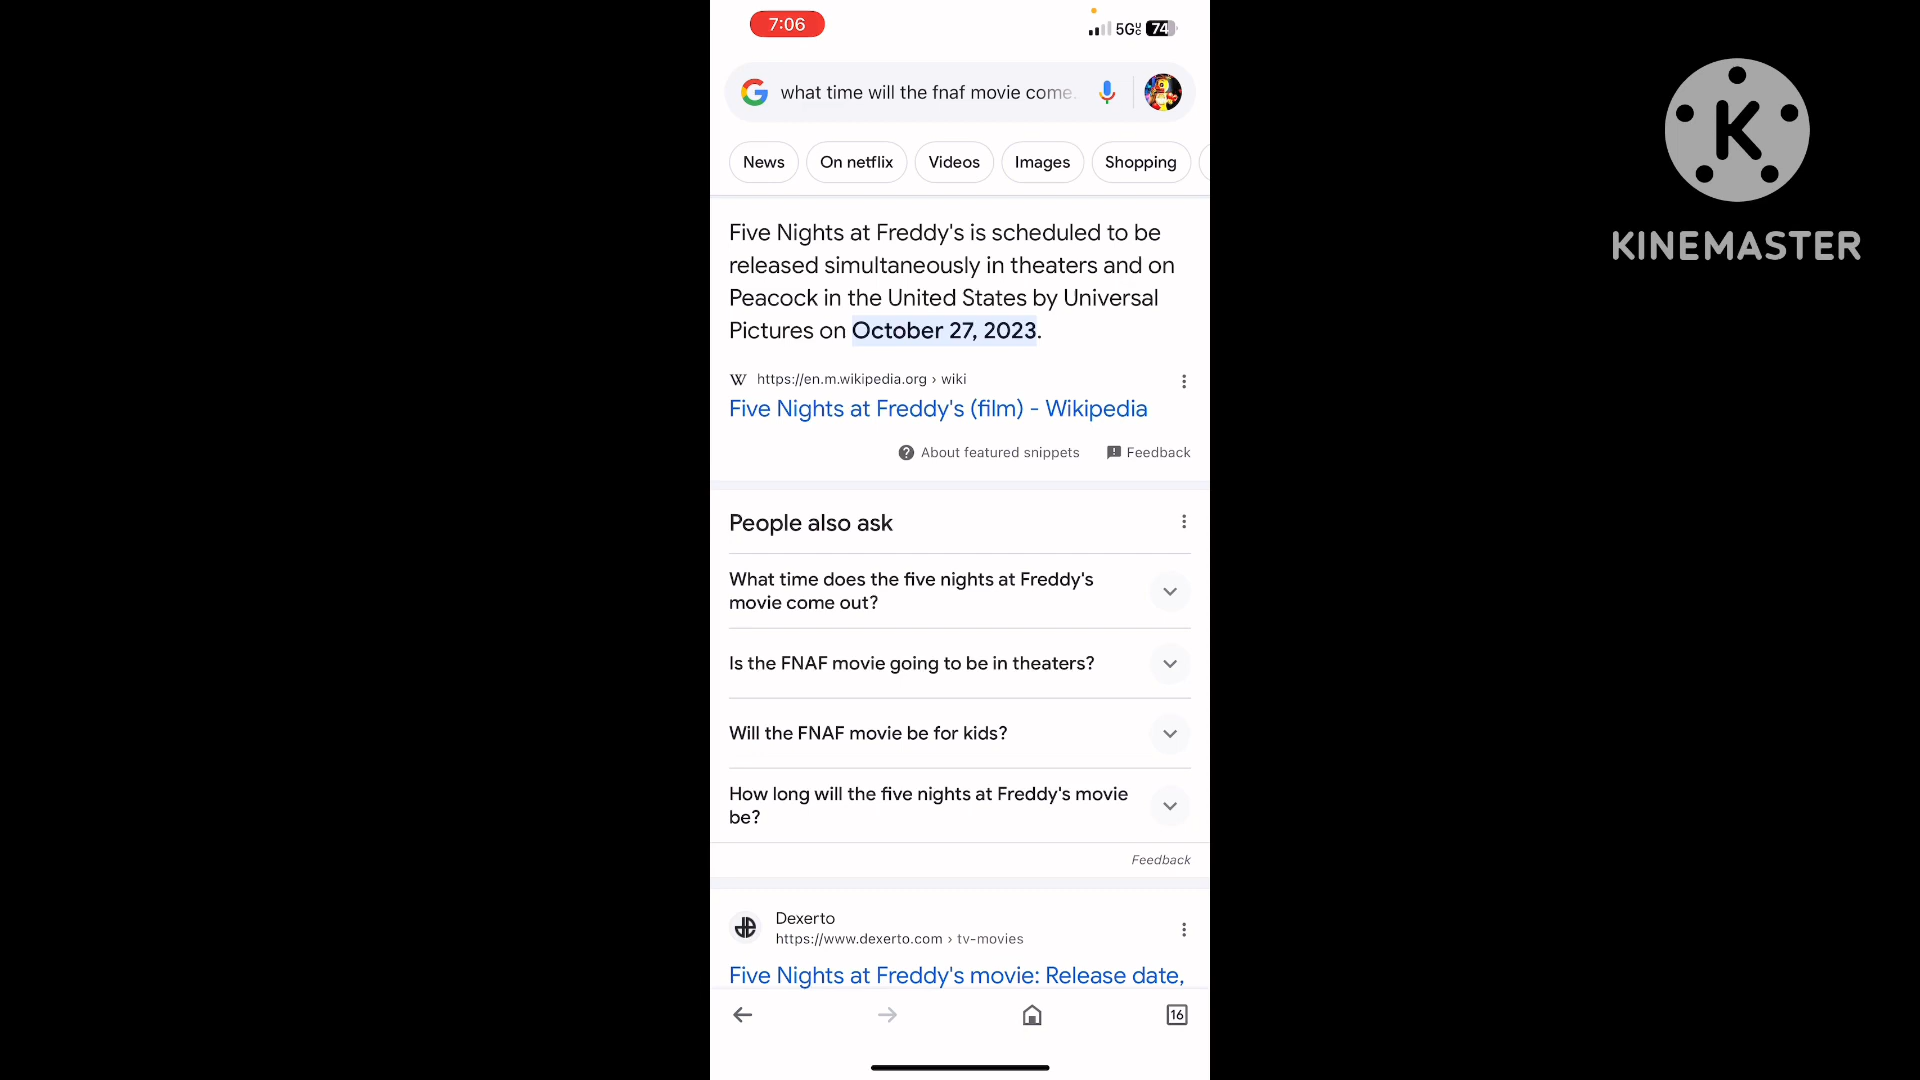 7:06
5G UC 74
what time will the fnaf movie come
News
On netflix
Videos
Images
Shopping
K
KINEMASTER
Five Nights at Freddy's is scheduled to be
released simultaneously in theaters and on
Peacock in the United States by Universal
Pictures on October 27, 2023.
W https://en.m.wikipedia.org › wiki
Five Nights at Freddy's (film) - Wikipedia
About featured snippets
Feedback
People also ask
What time does the five nights at Freddy's
movie come out?
Is the FNAF movie going to be in theaters?
Will the FNAF movie be for kids?
How long will the five nights at Freddy's movie
be?
Feedback
Dexerto
https://www.dexerto.com › tv-movies
Five Nights at Freddy's movie: Release date,
16